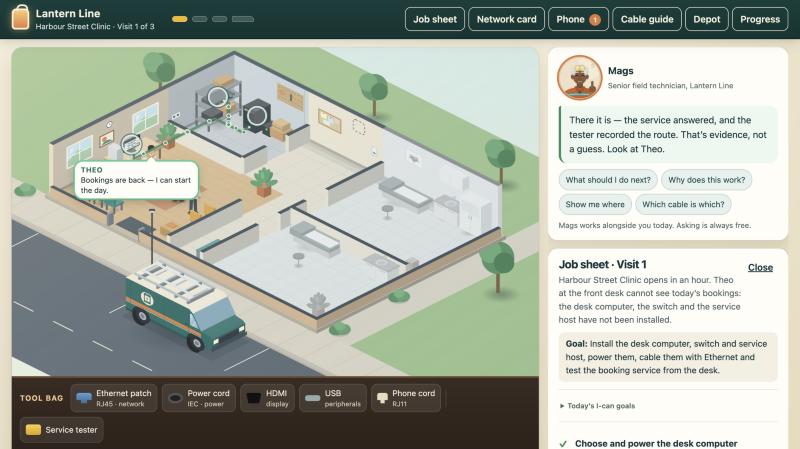 Lantern Line
Harbour Street Clinic · Visit 1 of 3
Job sheet
Network card
Phone 1
Cable guide
Depot
Progress
THEO
Bookings are back — I can start
the day.
Mags
Senior field technician, Lantern Line
There it is — the service answered, and the
tester recorded the route. That's evidence, not
a guess. Look at Theo.
What should I do next?
Why does this work?
Show me where
Which cable is which?
Mags works alongside you today. Asking is always free.
Job sheet · Visit 1
Close
Harbour Street Clinic opens in an hour. Theo
at the front desk cannot see today's bookings:
the desk computer, the switch and the service
host have not been installed.
Goal: Install the desk computer, switch and service
host, power them, cable them with Ethernet and
test the booking service from the desk.
▸ Today's I-can goals
✓ Choose and power the desk computer
TOOL BAG
Ethernet patch
RJ45 · network
Power cord
IEC · power
HDMI
display
USB
peripherals
Phone cord
RJ11
Service tester